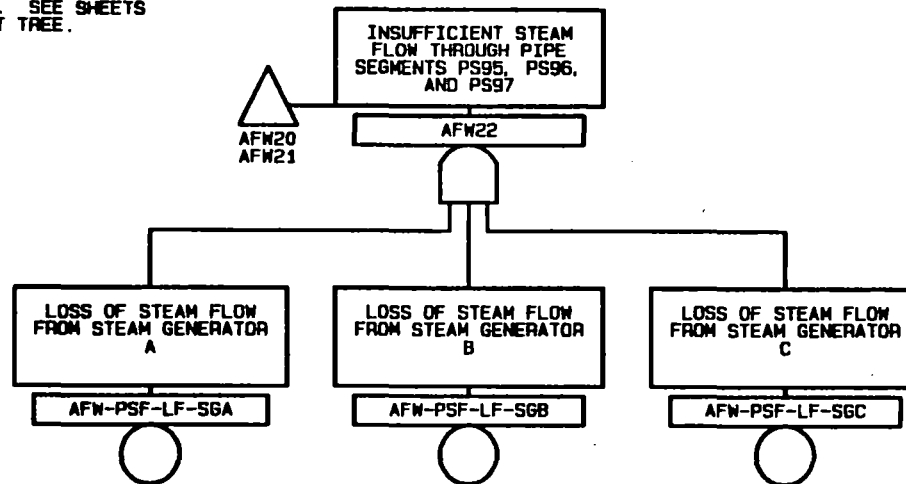 . SEE SHEETS
T TREE.
INSUFFICIENT STEAM
FLOW THROUGH PIPE
SEGMENTS PS95, PS96,
AND PS97
AFW20
AFW21
AFW22
LOSS OF STEAM FLOW
FROM STEAM GENERATOR
A
LOSS OF STEAM FLOW
FROM STEAM GENERATOR
B
LOSS OF STEAM FLOW
FROM STEAM GENERATOR
C
AFW-PSF-LF-SGA
AFW-PSF-LF-SGB
AFW-PSF-LF-SGC